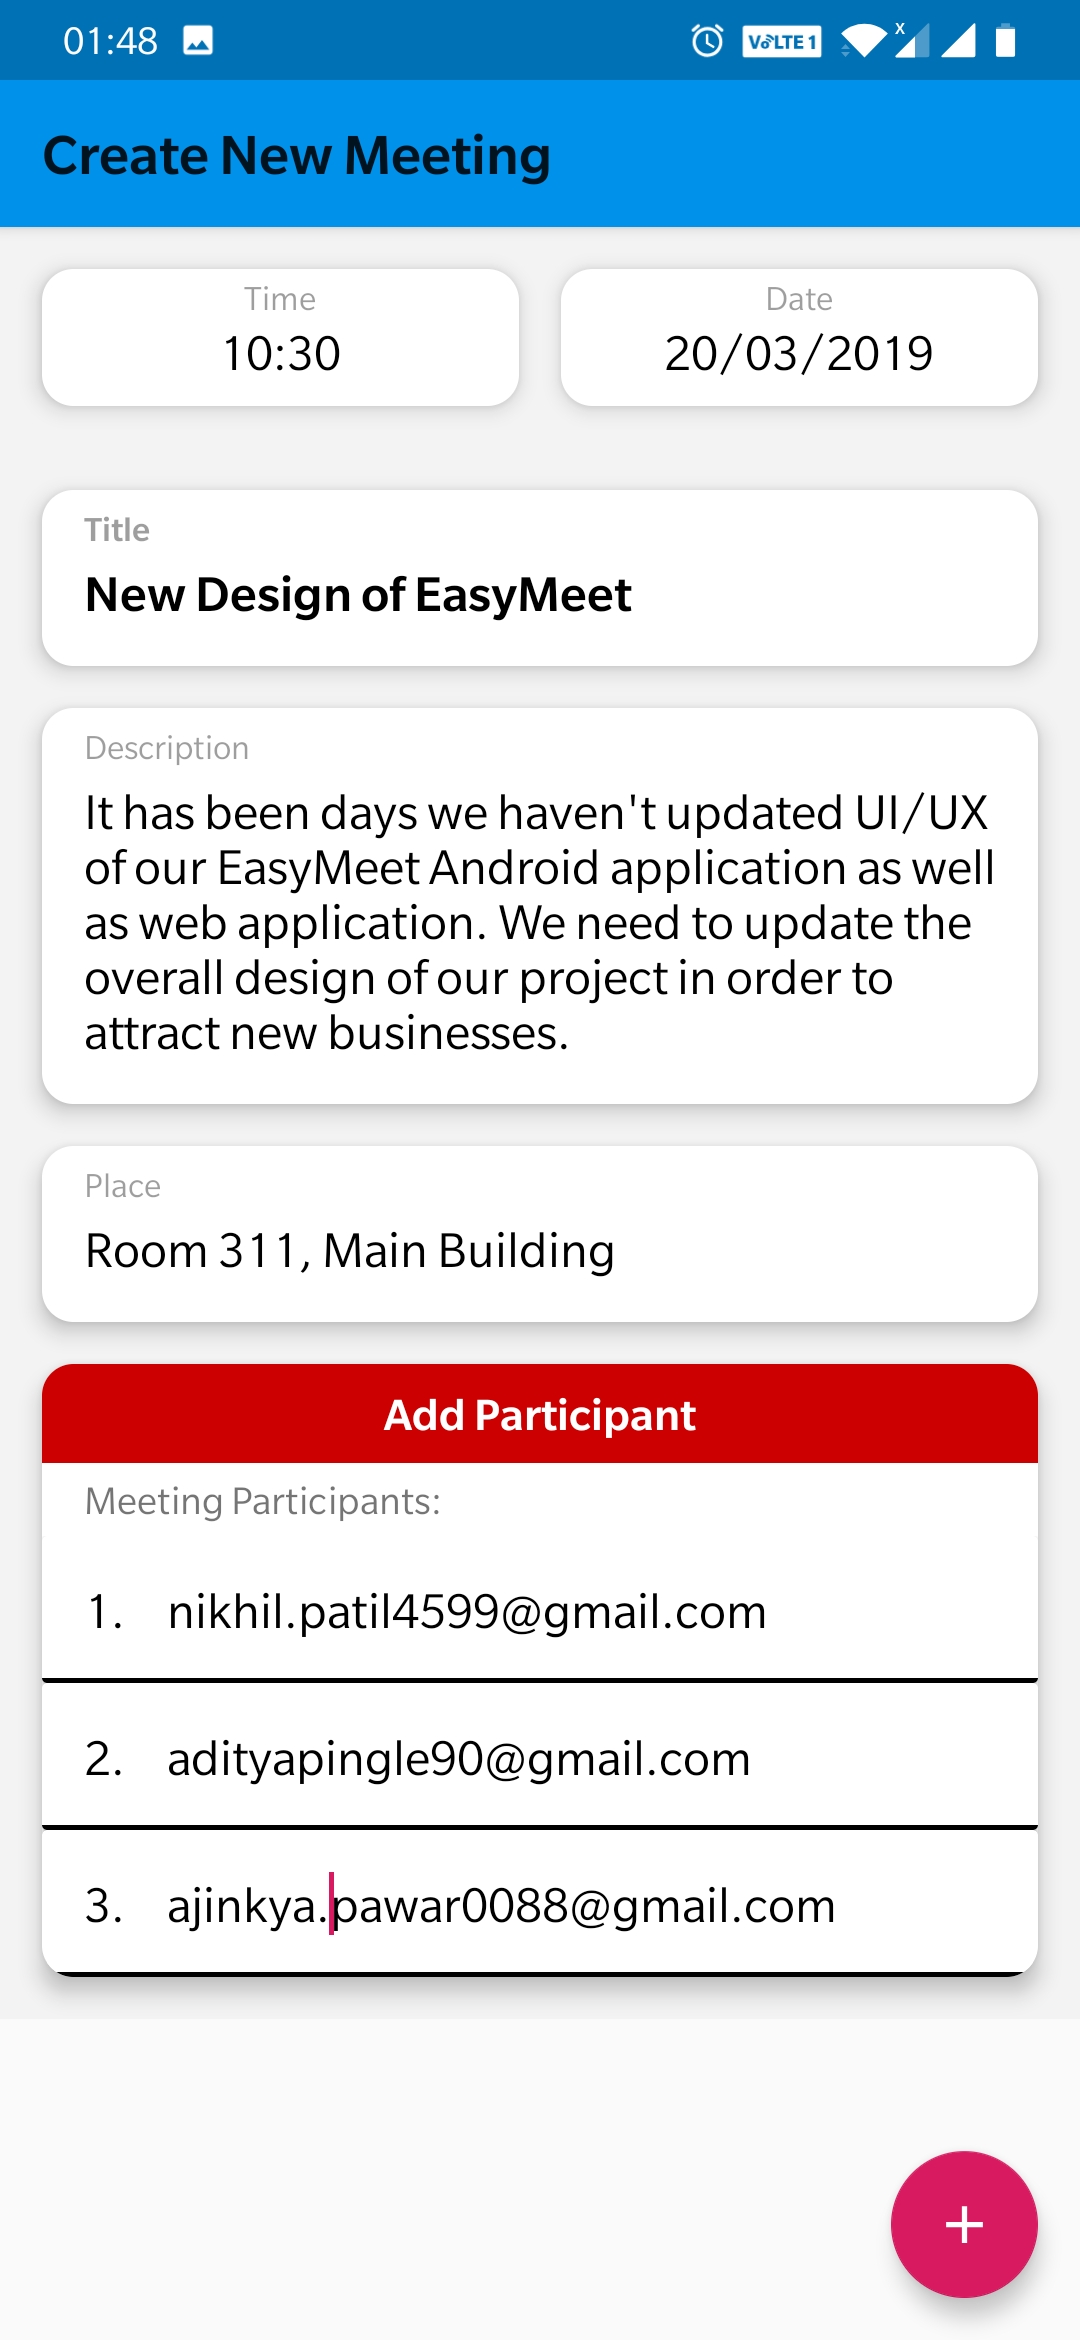 01:48 VoLTE 1 x
Create New Meeting
Time
10:30
Date
20/03/2019
Title
New Design of EasyMeet
Description
It has been days we haven't updated UI/UX
of our EasyMeet Android application as well
as web application. We need to update the
overall design of our project in order to
attract new businesses.
Place
Room 311, Main Building
Add Participant
Meeting Participants:
1. nikhil.patil4599@gmail.com
2. adityapingle90@gmail.com
3. ajinkya.pawar0088@gmail.com
+